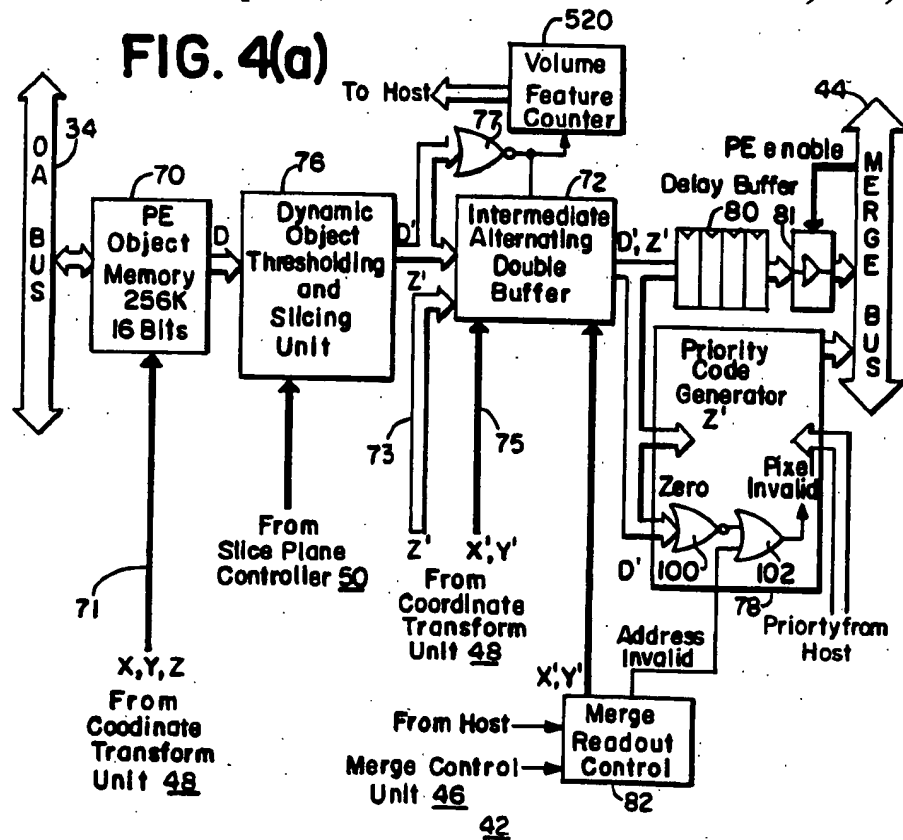 FIG. 4(a)
520
Volume
Feature
Counter
To Host
77
34
OA BUS
70
PE
Object
Memory
256K
16 Bits
D
76
Dynamic
Object
Thresholding
and
Slicing
Unit
D'
Z'
72
Intermediate
Alternating
Double
Buffer
D', Z'
44
PE enable
Delay Buffer
80
81
MERGE BUS
Priority
Code
Generator
Z'
Pixel
Invalid
Zero
100
102
D'
78
Priorty from
Host
73
75
From
Slice Plane
Controller 50
Z'
X', Y'
From
Coordinate
Transform
Unit 48
71
X, Y, Z
From
Coodinate
Transform
Unit 48
Address
Invalid
X', Y'
From Host
Merge Control
Unit 46
Merge
Readout
Control
82
42